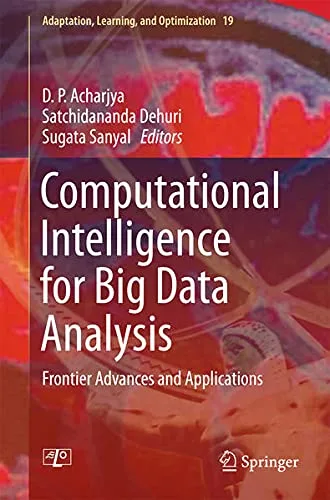 Adaptation, Learning, and Optimization 19
D. P. Acharjya
Satchidananda Dehuri
Sugata Sanyal Editors
Computational
Intelligence
for Big Data
Analysis
Frontier Advances and Applications
ALO
Springer